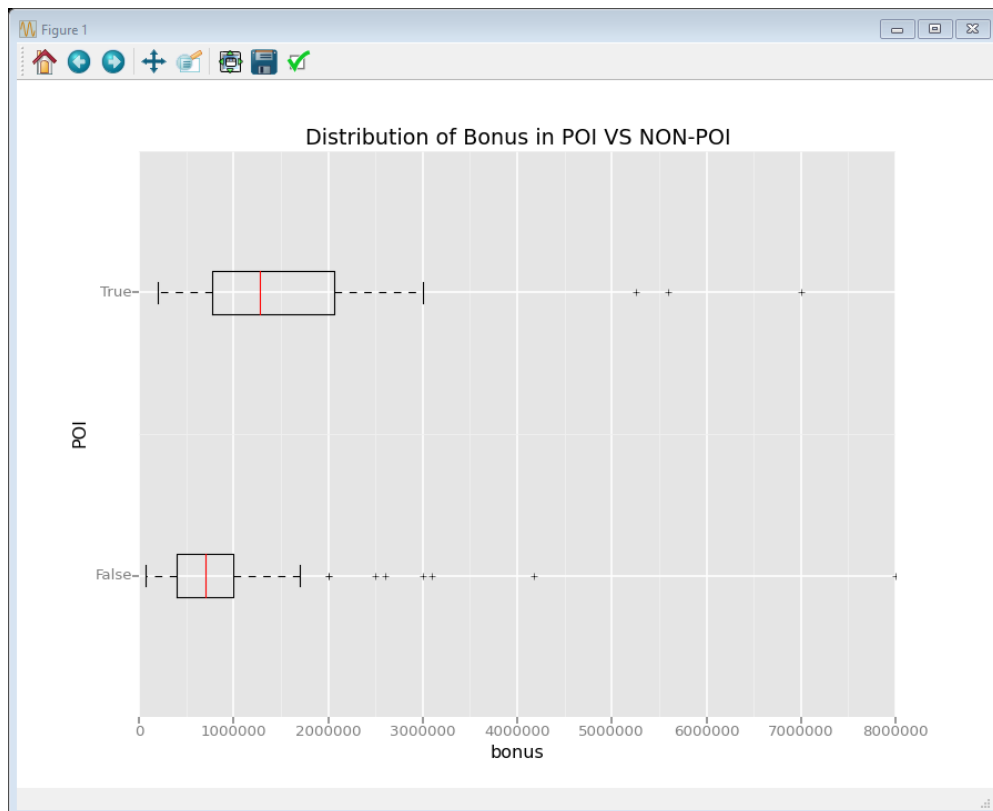 Figure 1
Distribution of Bonus in POI VS NON-POI
True
POI
False
0 1000000 2000000 3000000 4000000 5000000 6000000 7000000 8000000
bonus